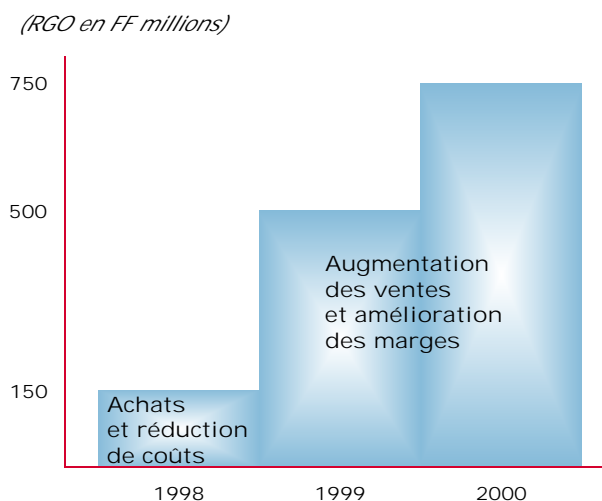 (RGO en FF millions)
750
500
150
Augmentation
des ventes
et amélioration
des marges
Achats
et réduction
de coûts
1998
1999
2000